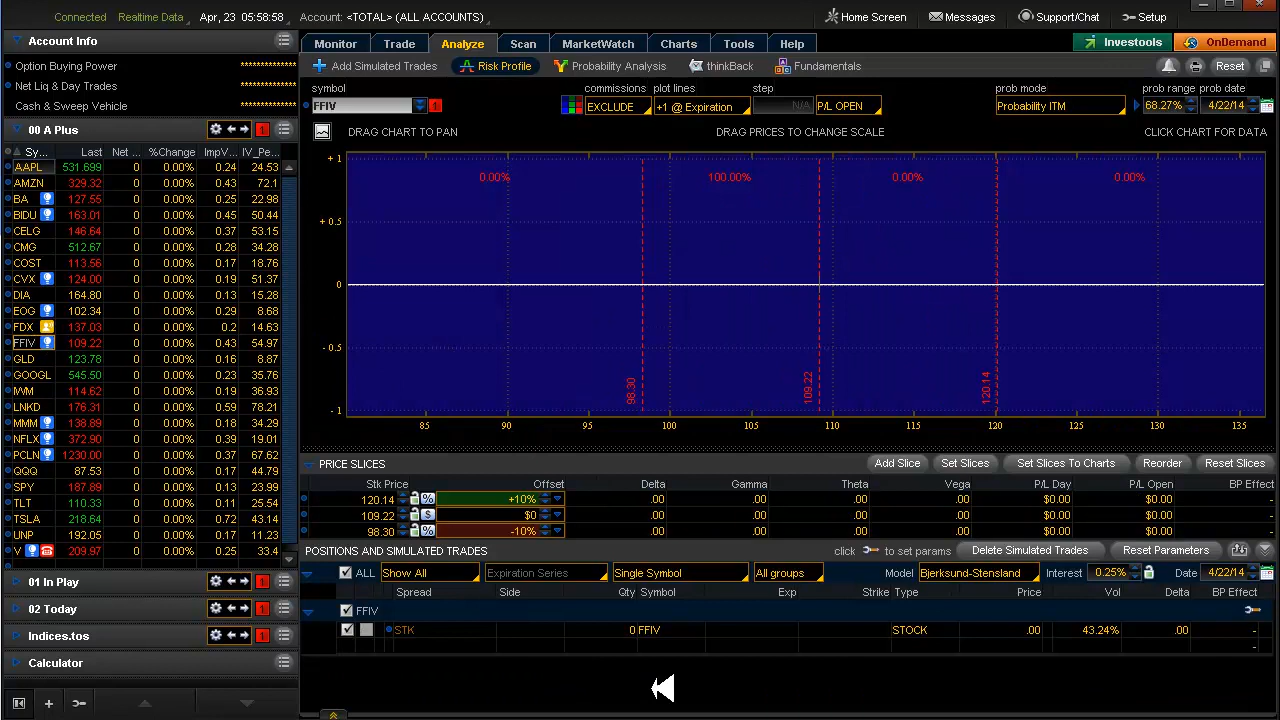 Connected Realtime Data Apr, 23 05:58:58 Account: <TOTAL> (ALL ACCOUNTS) Home Screen Messages Support/Chat Setup
Account Info
Option Buying Power **************
Net Liq & Day Trades **************
Cash & Sweep Vehicle **************
00 A Plus 1
Sy... Last Net ... %Change ImpV... IV_Pe...
AAPL 531.699 0 0.00% 0.24 24.53
AMZN 329.32 0 0.00% 0.43 72.1
BA 127.55 0 0.00% 0.25 22.98
BIDU 163.01 0 0.00% 0.45 50.44
CELG 146.64 0 0.00% 0.37 53.15
CMG 512.67 0 0.00% 0.28 34.28
COST 113.56 0 0.00% 0.17 18.76
CVX 124.00 0 0.00% 0.19 51.37
DIA 164.80 0 0.00% 0.13 15.28
EOG 102.34 0 0.00% 0.29 8.68
FDX 137.03 0 0.00% 0.2 14.63
FFIV 109.22 0 0.00% 0.43 54.97
GLD 123.78 0 0.00% 0.16 8.87
GOOGL 545.50 0 0.00% 0.23 35.76
IWM 114.62 0 0.00% 0.19 36.93
LNKD 176.31 0 0.00% 0.59 78.21
MMM 138.89 0 0.00% 0.18 34.29
NFLX 372.90 0 0.00% 0.39 19.01
PCLN 1230.00 0 0.00% 0.37 67.62
QQQ 87.53 0 0.00% 0.17 44.79
SPY 187.89 0 0.00% 0.13 23.99
TLT 110.33 0 0.00% 0.11 25.54
TSLA 218.64 0 0.00% 0.72 43.14
UNP 192.05 0 0.00% 0.17 11.23
V 209.97 0 0.00% 0.25 33.4
01 In Play 1
02 Today 1
Indices.tos 1
Calculator
Monitor Trade Analyze Scan MarketWatch Charts Tools Help Investools OnDemand
Add Simulated Trades Risk Profile Probability Analysis thinkBack Fundamentals Reset
symbol commissions plot lines step prob mode prob range prob date
FFIV 1 EXCLUDE +1 @ Expiration N/A P/L OPEN Probability ITM 68.27% 4/22/14
DRAG CHART TO PAN DRAG PRICES TO CHANGE SCALE CLICK CHART FOR DATA
+ 1
0.00% 100.00% 0.00% 0.00%
+ 0.5
0
- 0.5
98.30 109.22 120.14
- 1
85 90 95 100 105 110 115 120 125 130 135
PRICE SLICES Add Slice Set Slices Set Slices To Charts Reorder Reset Slices
Stk Price Offset Delta Gamma Theta Vega P/L Day P/L Open BP Effect
120.14 % +10% .00 .00 .00 .00 $0.00 $0.00 -
109.22 $ $0 .00 .00 .00 .00 $0.00 $0.00 -
98.30 % -10% .00 .00 .00 .00 $0.00 $0.00 -
POSITIONS AND SIMULATED TRADES click to set params Delete Simulated Trades Reset Parameters
ALL Show All Expiration Series Single Symbol All groups Model Bjerksund-Stensland Interest 0.25% Date 4/22/14
Spread Side Qty Symbol Exp Strike Type Price Vol Delta BP Effect
FFIV
STK 0 FFIV STOCK .00 43.24% .00 -